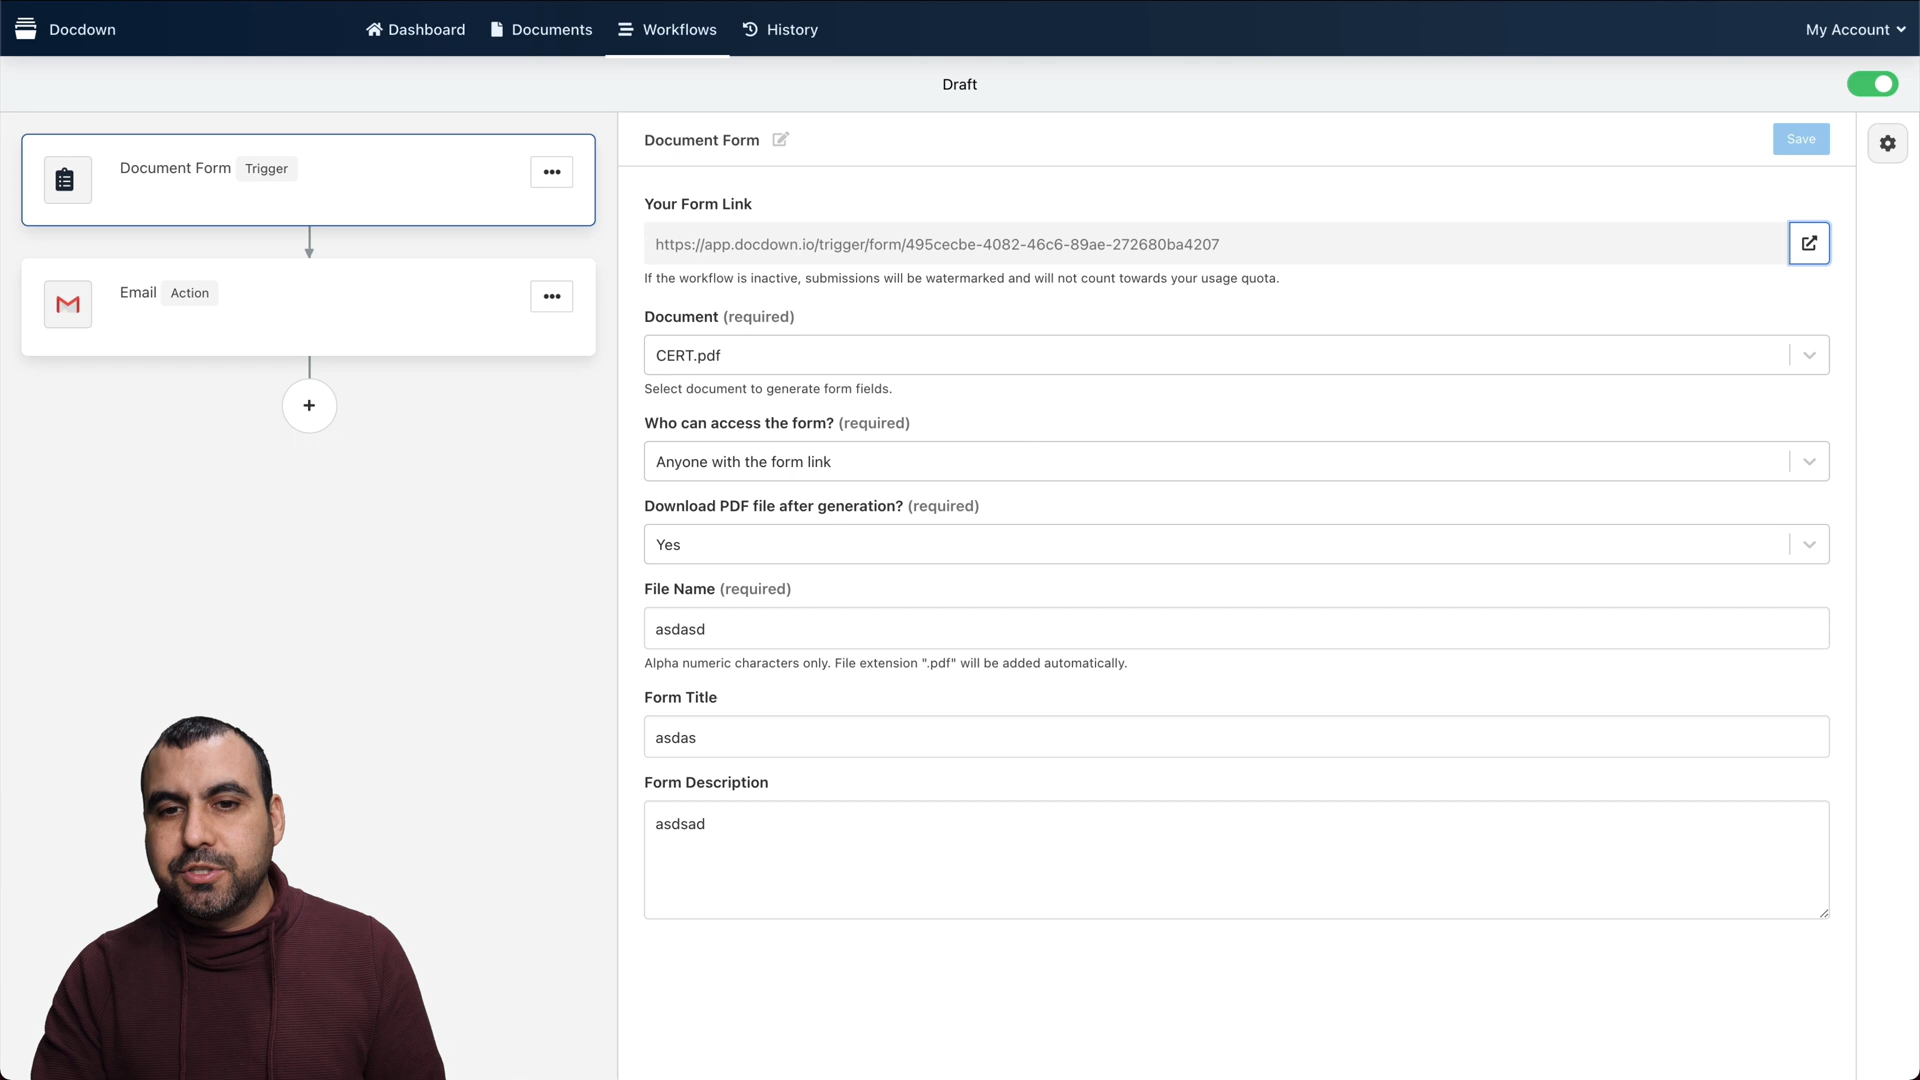 Docdown
Dashboard
Documents
Workflows
History
My Account
Draft
Document Form Trigger
Email Action
+
Document Form
Save
Your Form Link
https://app.docdown.io/trigger/form/495cecbe-4082-46c6-89ae-272680ba4207
If the workflow is inactive, submissions will be watermarked and will not count towards your usage quota.
Document (required)
CERT.pdf
Select document to generate form fields.
Who can access the form? (required)
Anyone with the form link
Download PDF file after generation? (required)
Yes
File Name (required)
asdasd
Alpha numeric characters only. File extension ".pdf" will be added automatically.
Form Title
asdas
Form Description
asdsad